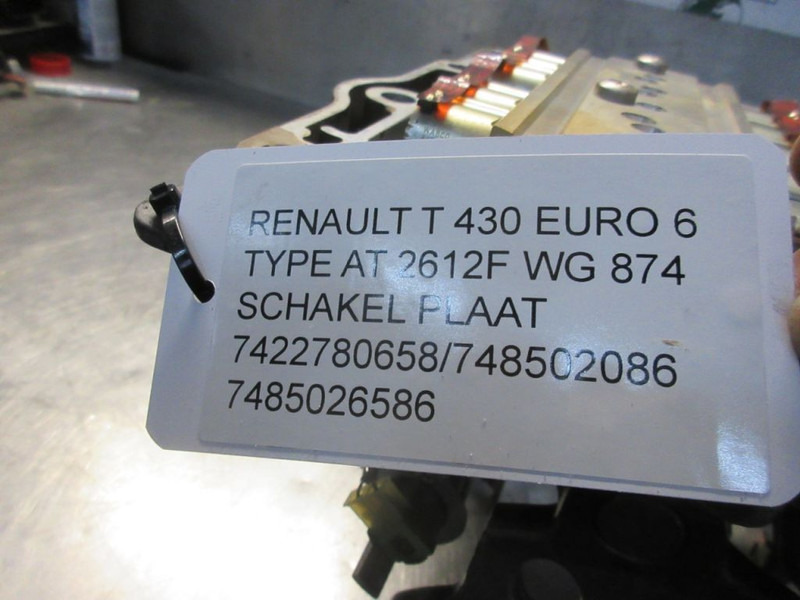 RENAULT T 430 EURO 6
TYPE AT 2612F WG 874
SCHAKEL PLAAT
7422780658/748502086
7485026586